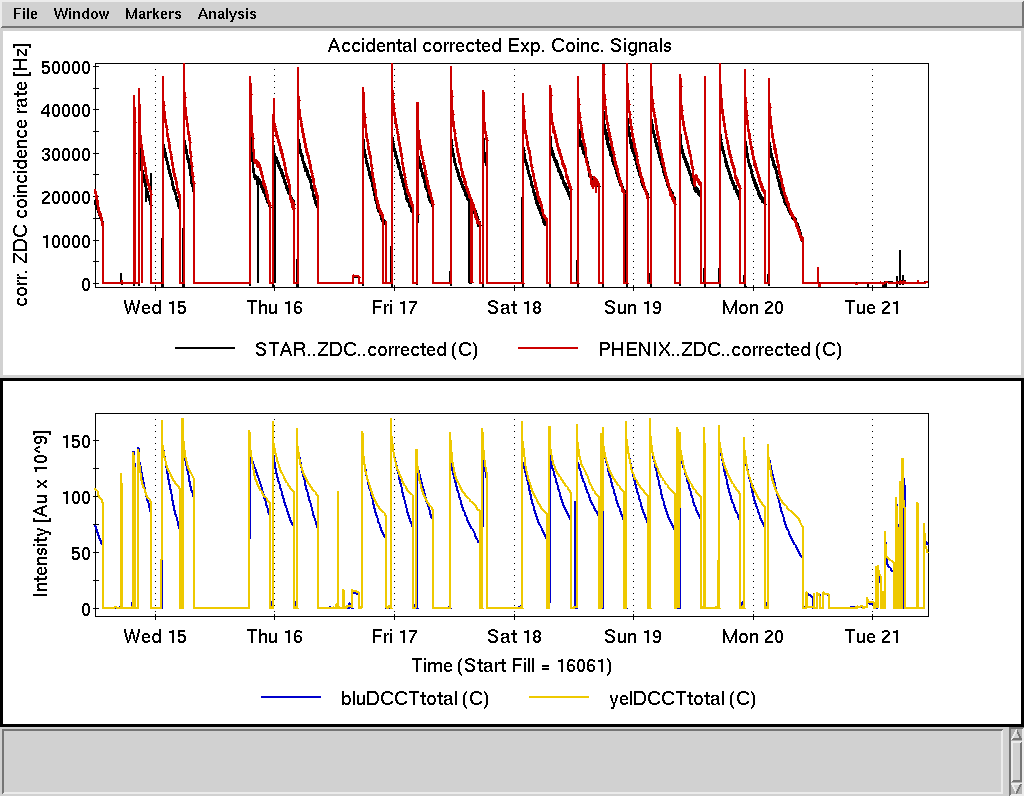 File Window Markers Analysis
Accidental corrected Exp. Coinc. Signals
corr. ZDC coincidence rate [Hz]
50000
40000
30000
20000
10000
0
Wed 15 Thu 16 Fri 17 Sat 18 Sun 19 Mon 20 Tue 21
STAR..ZDC..corrected (C) PHENIX..ZDC..corrected (C)
Intensity [Au x 10^9]
150
100
50
0
Wed 15 Thu 16 Fri 17 Sat 18 Sun 19 Mon 20 Tue 21
Time (Start Fill = 16061)
bluDCCTtotal (C) yelDCCTtotal (C)